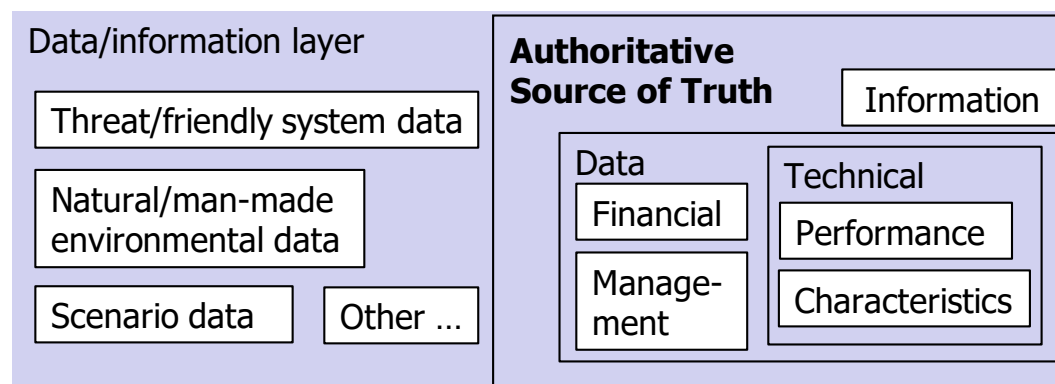 Data/information layer
Threat/friendly system data
Natural/man-made
environmental data
Scenario data
Other ...
Authoritative
Source of Truth
Information
Data
Financial
Manage-
ment
Technical
Performance
Characteristics